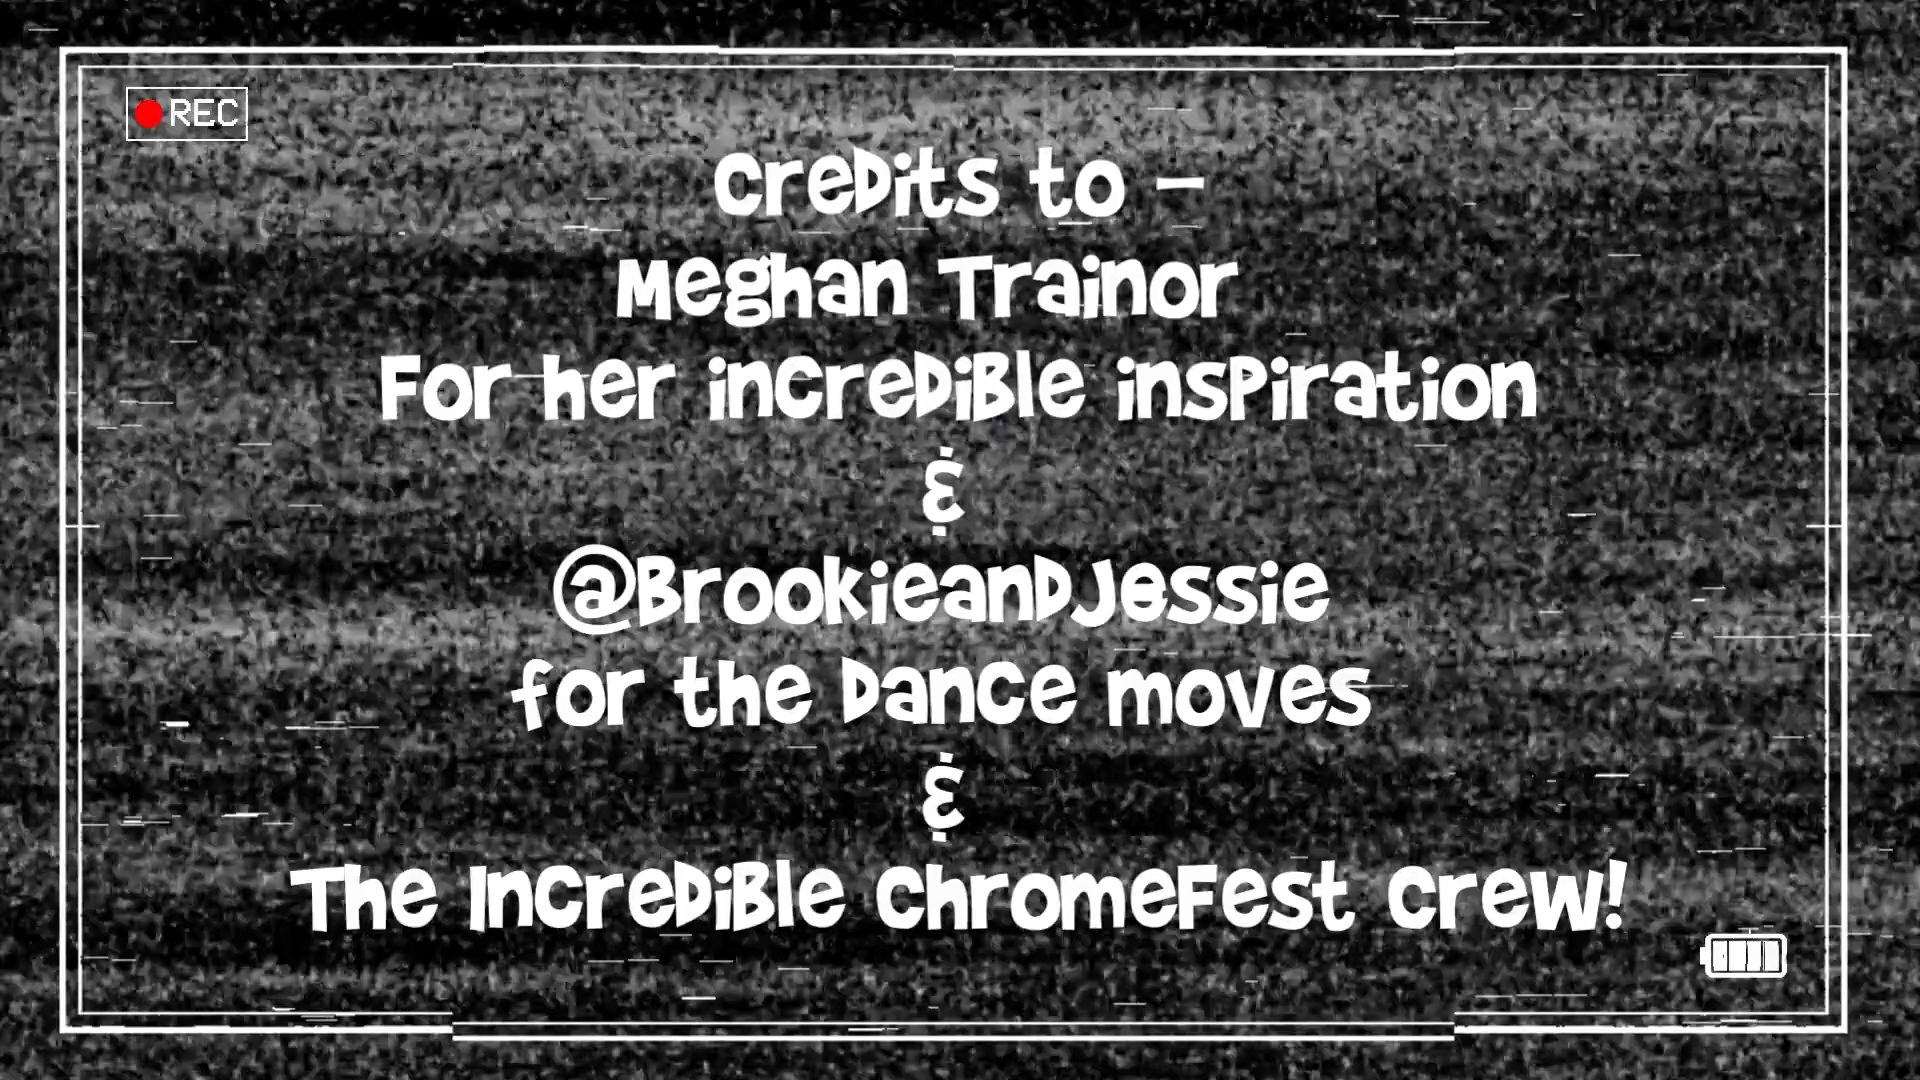 REC
Credits to -
Meghan Trainor
For her incredible inspiration
&
@BrookieandJessie
for the dance moves
&
The Incredible ChromeFest Crew!